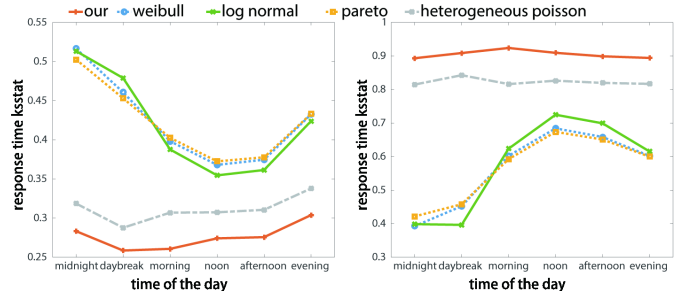 our weibull log normal pareto heterogeneous poisson
response time ksstat
0.55
0.5
0.45
0.4
0.35
0.3
0.25
midnight daybreak morning noon afternoon evening
time of the day
response time ksstat
1
0.9
0.8
0.7
0.6
0.5
0.4
0.3
midnight daybreak morning noon afternoon evening
time of the day